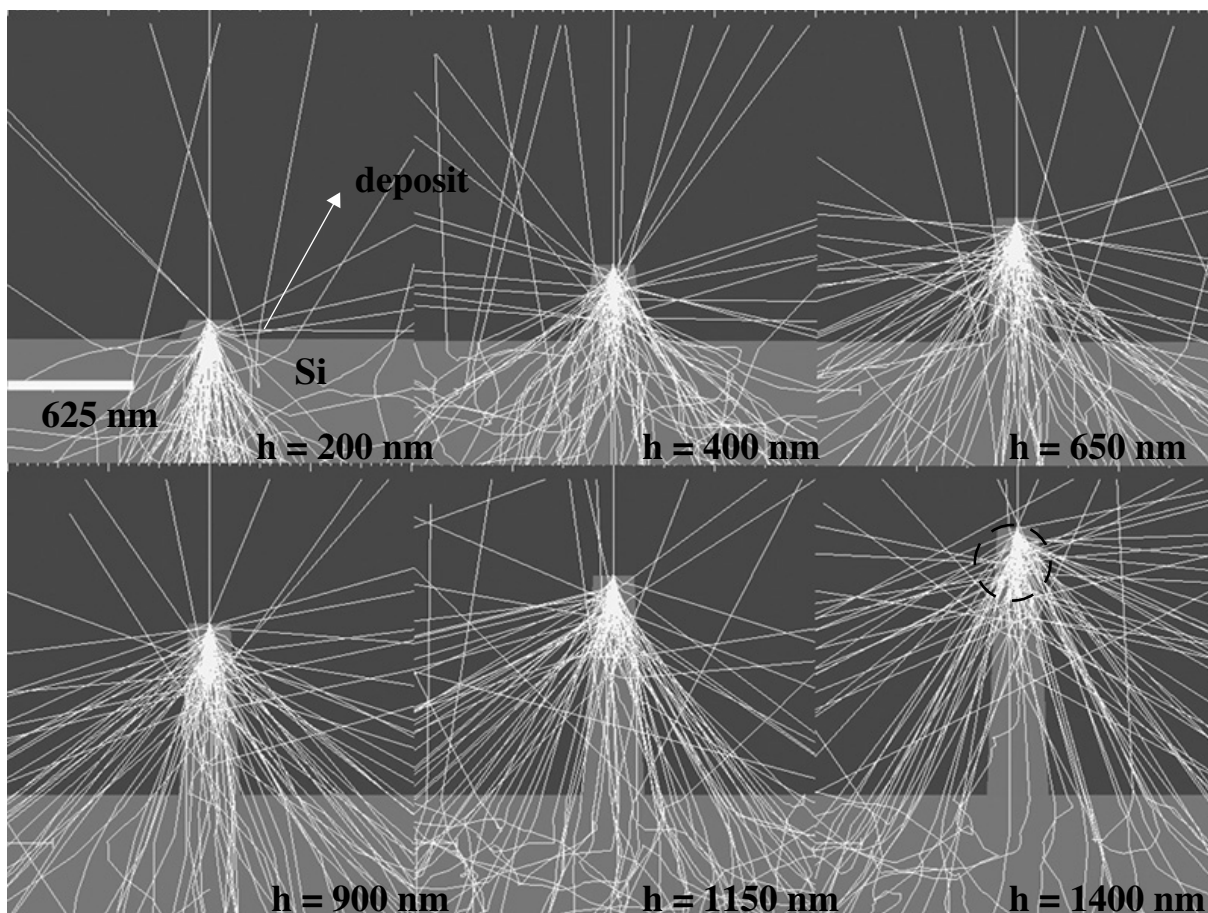 deposit
Si
625 nm
h = 200 nm
h = 400 nm
h = 650 nm
h = 900 nm
h = 1150 nm
h = 1400 nm